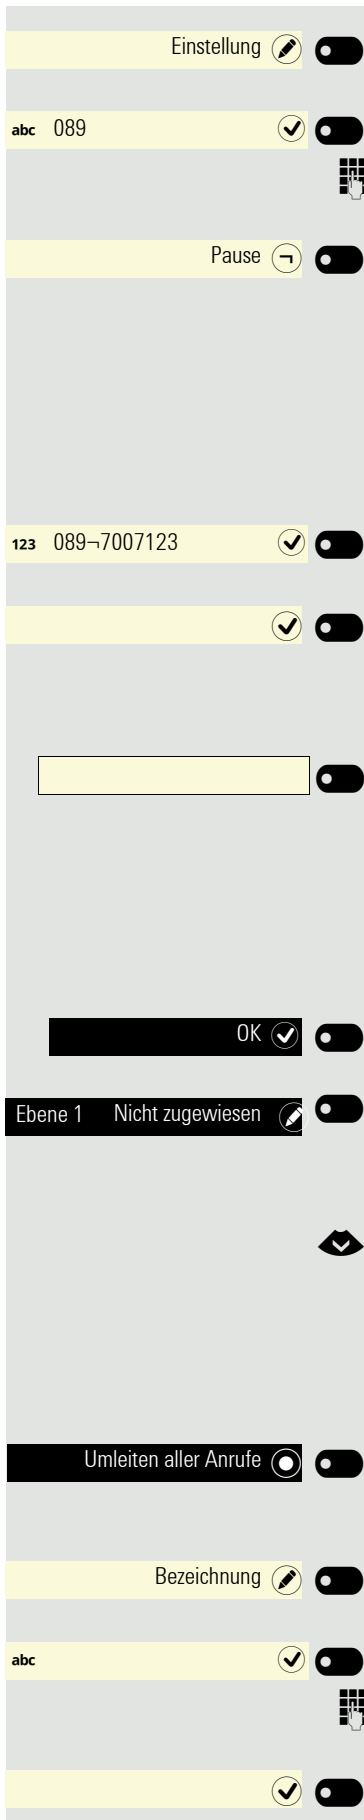 Einstellung
abc 089
Pause ¬
123 089¬7007123
OK
Ebene 1 Nicht zugewiesen
Umleiten aller Anrufe
Bezeichnung
abc